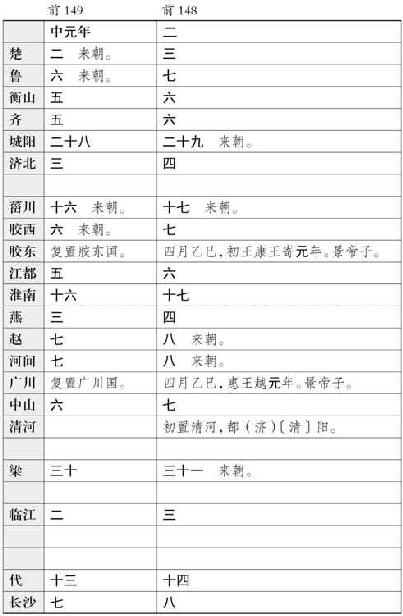 前149 前148
中元年 二
楚 二 来朝。 三
鲁 六 来朝。 七
衡山 五 六
齐 五 六
城阳 二十八 二十九 来朝。
济北 三 四
菑川 十六 来朝。 十七 来朝。
胶西 六 来朝。 七
胶东 复置胶东国。 四月乙巳,初王康王寄元年。景帝子。
江都 五 六
淮南 十六 十七
燕 三 四
赵 七 八 来朝。
河间 七 八 来朝。
广川 复置广川国。 四月乙巳,惠王越元年。景帝子。
中山 六 七
清河 初置清河,都(济)〔清〕阳。
梁 三十 三十一 来朝。
临江 二 三
代 十三 十四
长沙 七 八